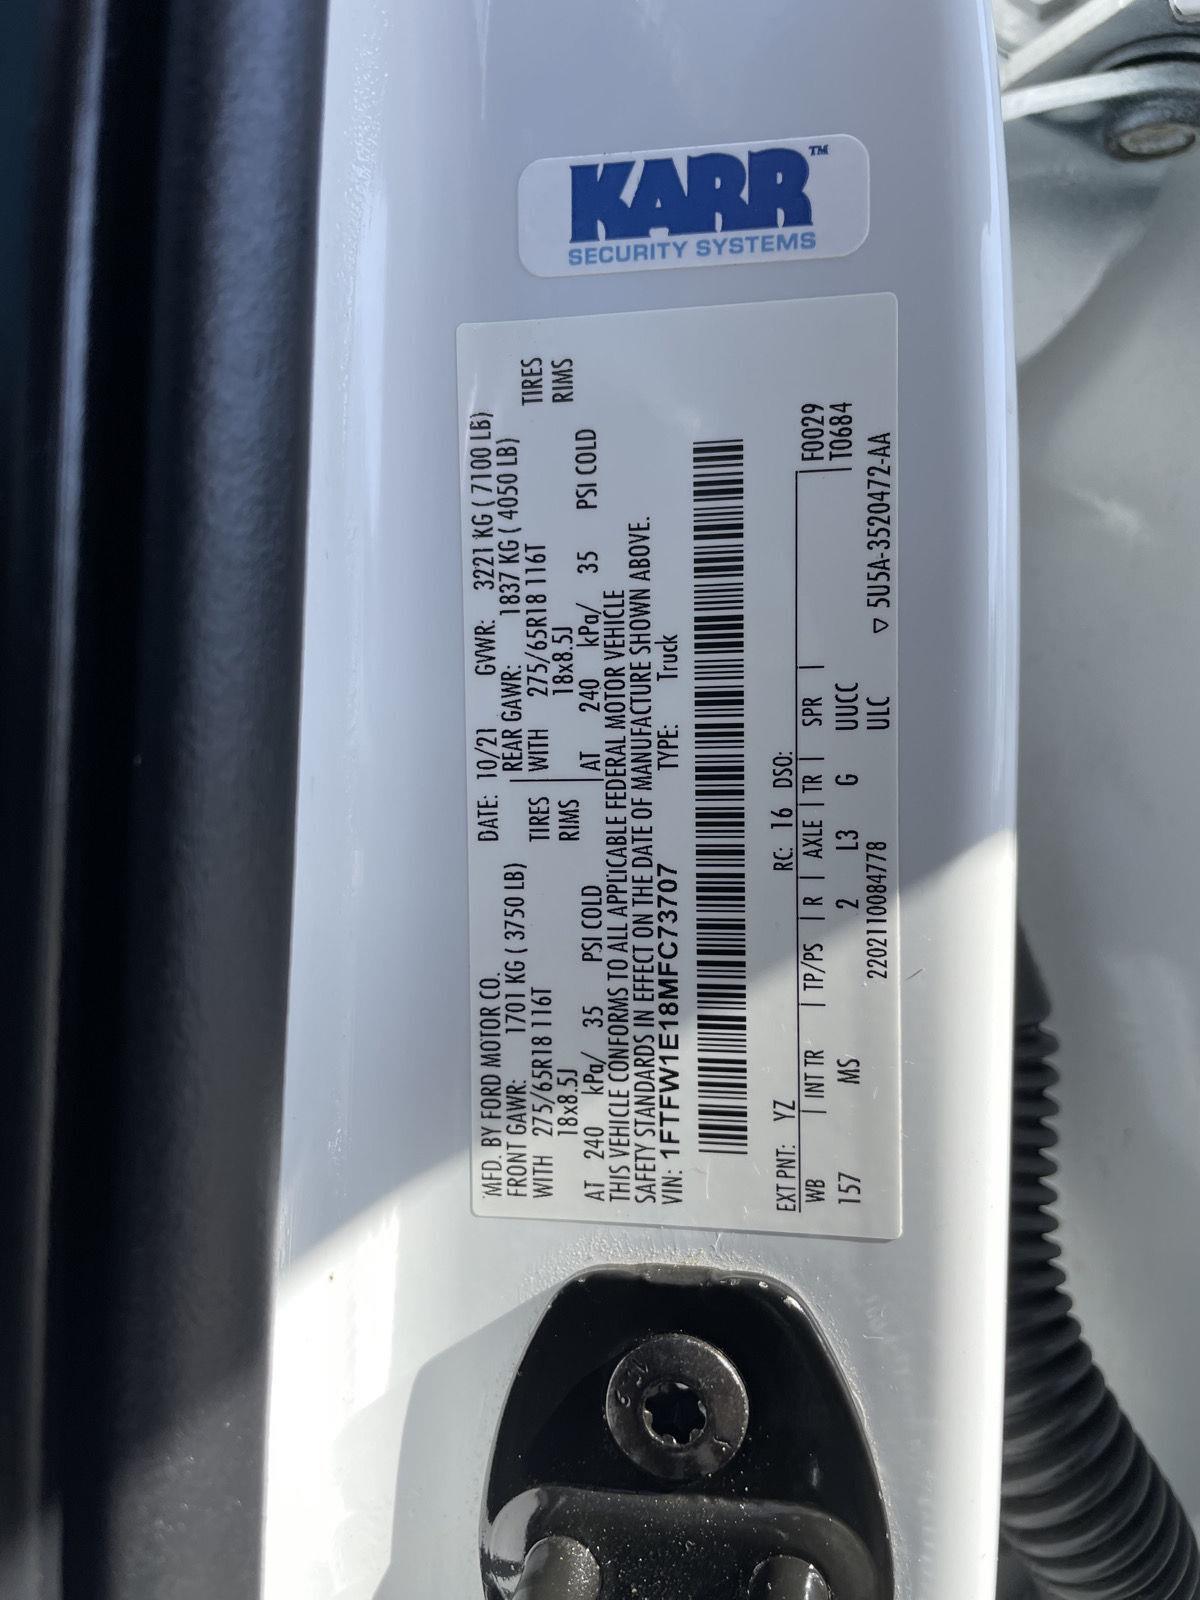 KARR™
SECURITY SYSTEMS
MFD. BY FORD MOTOR CO. DATE: 10/21 GVWR: 3221 KG ( 7100 LB)
FRONT GAWR: 1701 KG ( 3750 LB) REAR GAWR: 1837 KG ( 4050 LB)
WITH 275/65R18 116T TIRES WITH 275/65R18 116T TIRES
18x8.5J RIMS 18x8.5J RIMS
AT 240 kPa/ 35 PSI COLD AT 240 kPa/ 35 PSI COLD
THIS VEHICLE CONFORMS TO ALL APPLICABLE FEDERAL MOTOR VEHICLE
SAFETY STANDARDS IN EFFECT ON THE DATE OF MANUFACTURE SHOWN ABOVE.
VIN: 1FTFW1E18MFC73707 TYPE: Truck
EXT PNT: YZ RC: 16 DSO:
WB INT TR TP/PS R AXLE TR SPR F0029
157 MS 2 L3 G UUCC T0684
ULC
2202110084778 ▽ 5U5A-3520472-AA